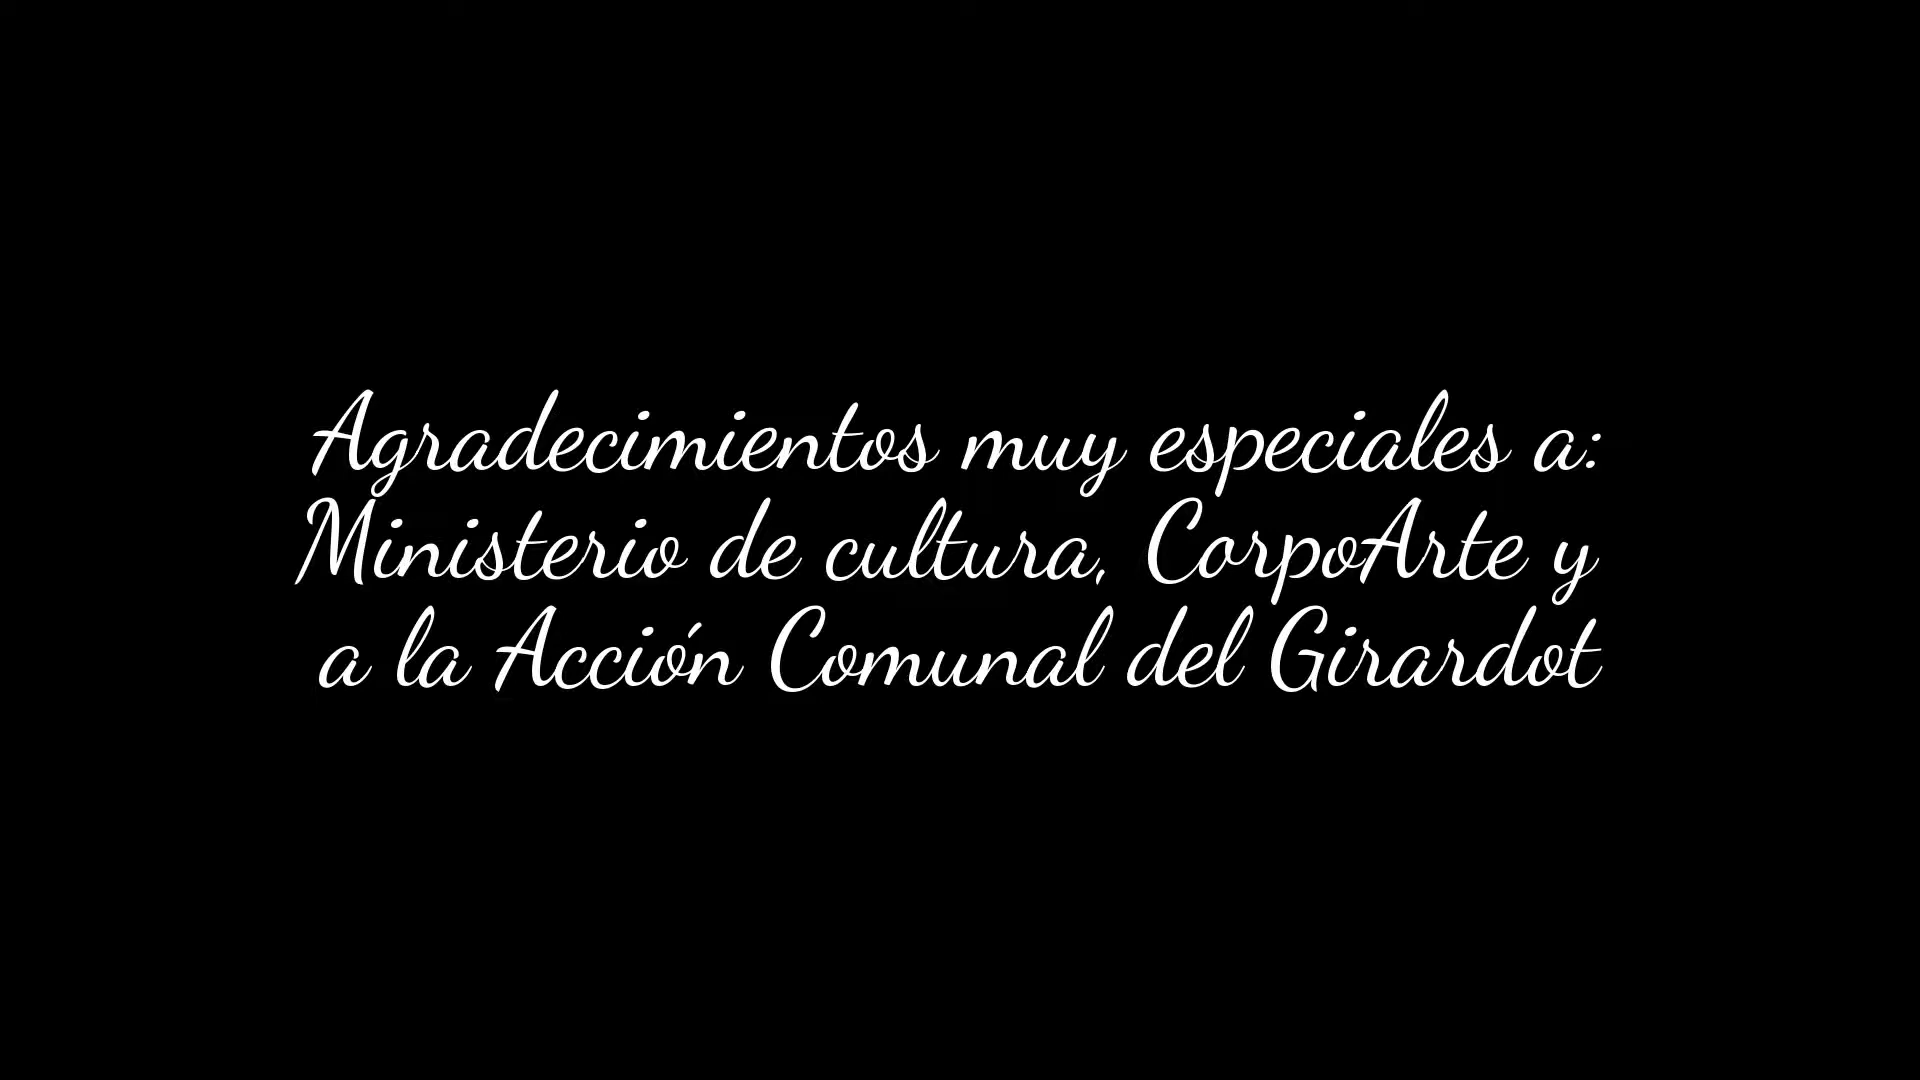 Agradecimientos muy especiales a:
Ministerio de cultura, CorpoArte y
a la Acción Comunal del Girardot